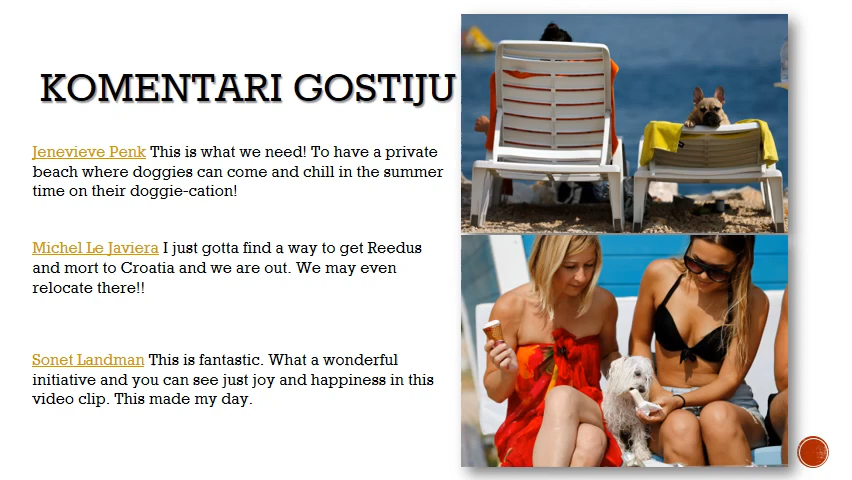 KOMENTARI GOSTIJU
Jenevieve Penk This is what we need! To have a private
beach where doggies can come and chill in the summer
time on their doggie-cation!
Michel Le Javiera I just gotta find a way to get Reedus
and mort to Croatia and we are out. We may even
relocate there!!
Sonet Landman This is fantastic. What a wonderful
initiative and you can see just joy and happiness in this
video clip. This made my day.